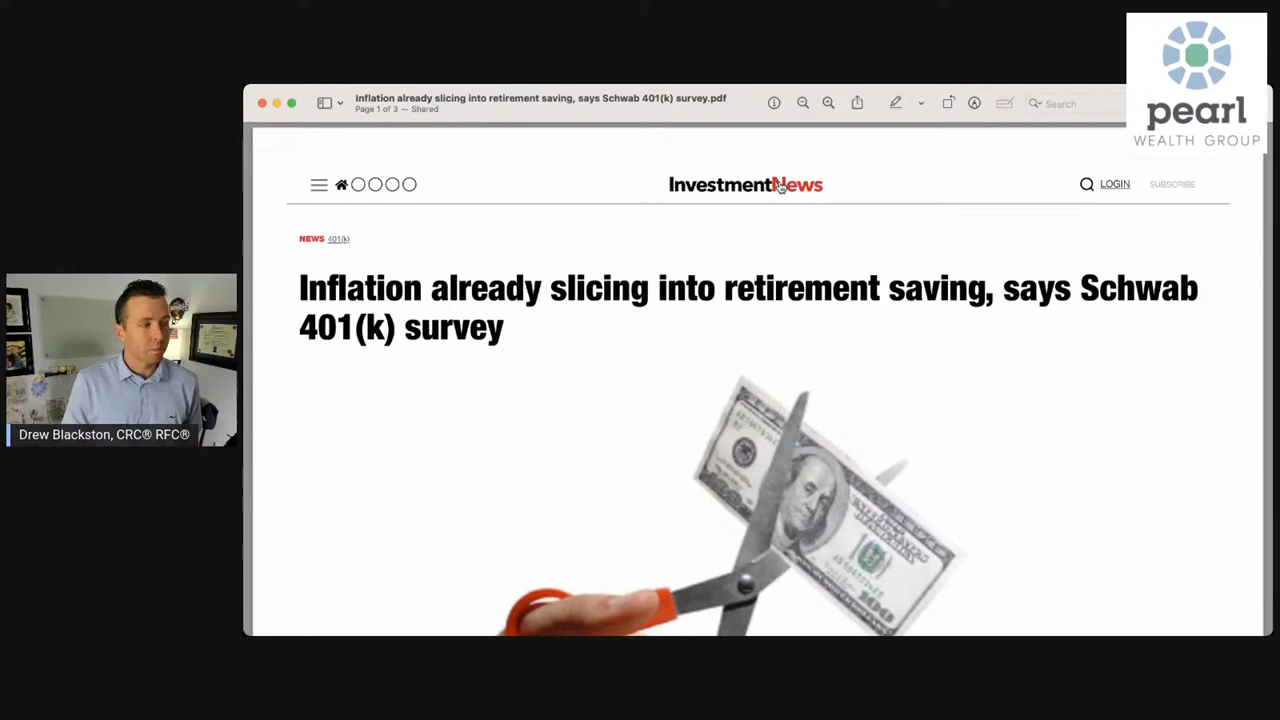 Inflation already slicing into retirement saving, says Schwab 401(k) survey.pdf
Page 1 of 3 — Shared
Search
pearl
WEALTH GROUP
InvestmentNews
LOGIN
SUBSCRIBE
NEWS 401(k)
Inflation already slicing into retirement saving, says Schwab
401(k) survey
100
Drew Blackston, CRC® RFC®